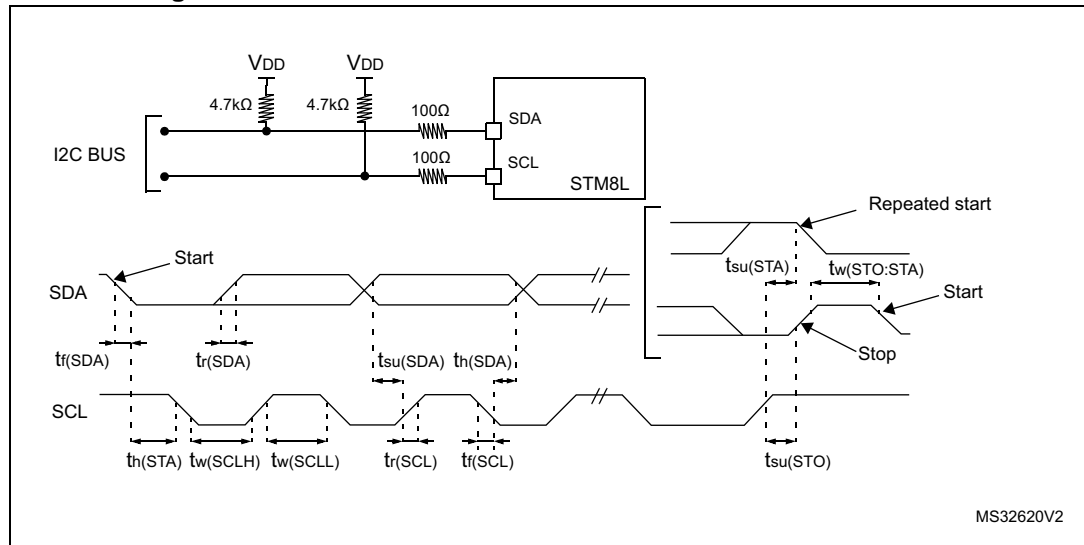 VDD VDD
4.7kΩ 4.7kΩ 100Ω
SDA
I2C BUS
100Ω
SCL
STM8L
Repeated start
Start
tsu(STA) tw(STO:STA)
SDA
Start
Stop
tf(SDA) tr(SDA) tsu(SDA) th(SDA)
SCL
th(STA) tw(SCLH) tw(SCLL) tr(SCL) tf(SCL) tsu(STO)
MS32620V2